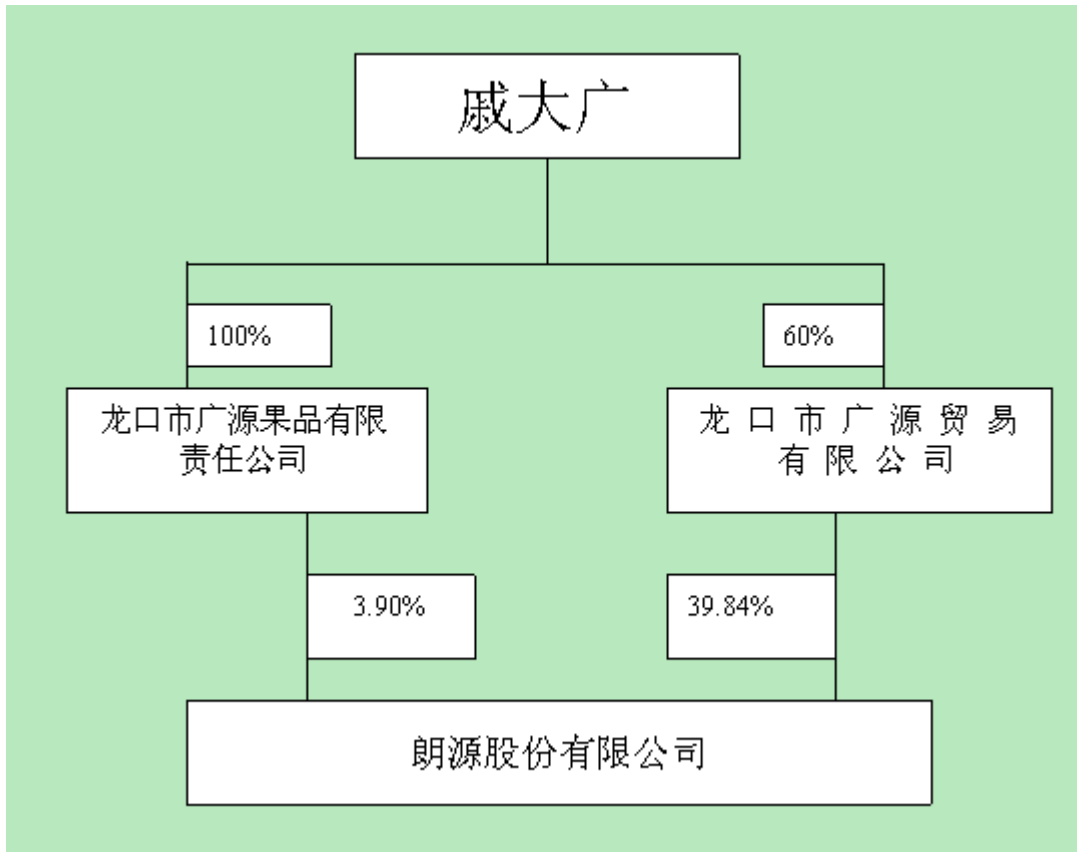 戚大广
100%
60%
龙口市广源果品有限
责任公司
龙口市广源贸易
有限公司
3.90%
39.84%
朗源股份有限公司